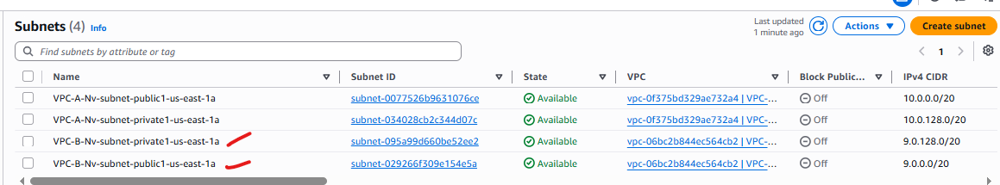 Subnets (4) Info
Last updated
1 minute ago
Actions
Create subnet
Find subnets by attribute or tag
1
Name Subnet ID State VPC Block Public... IPv4 CIDR
VPC-A-Nv-subnet-public1-us-east-1a subnet-0077526b9631076ce Available vpc-0f375bd329ae732a4 | VPC-... Off 10.0.0.0/20
VPC-A-Nv-subnet-private1-us-east-1a subnet-034028cb2c344d07c Available vpc-0f375bd329ae732a4 | VPC-... Off 10.0.128.0/20
VPC-B-Nv-subnet-private1-us-east-1a subnet-095a99d660be52ee2 Available vpc-06bc2b844ec564cb2 | VPC-... Off 9.0.128.0/20
VPC-B-Nv-subnet-public1-us-east-1a subnet-029266f309e154e5a Available vpc-06bc2b844ec564cb2 | VPC-... Off 9.0.0.0/20